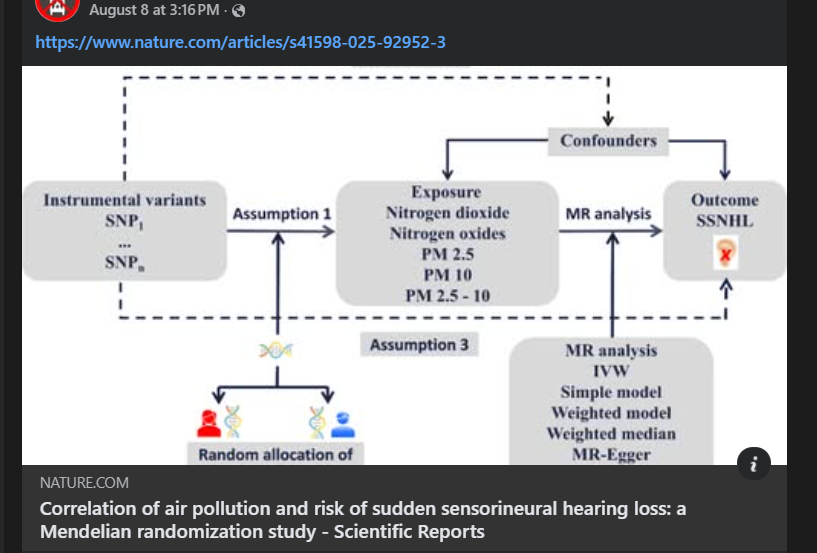 August 8 at 3:16 PM ·
https://www.nature.com/articles/s41598-025-92952-3
Confounders
Instrumental variants
SNP1
...
SNPn
Assumption 1
Exposure
Nitrogen dioxide
Nitrogen oxides
PM 2.5
PM 10
PM 2.5 - 10
MR analysis
Outcome
SSNHL
x
Assumption 3
MR analysis
IVW
Simple model
Weighted model
Weighted median
MR-Egger
Random allocation of
i
NATURE.COM
Correlation of air pollution and risk of sudden sensorineural hearing loss: a
Mendelian randomization study - Scientific Reports